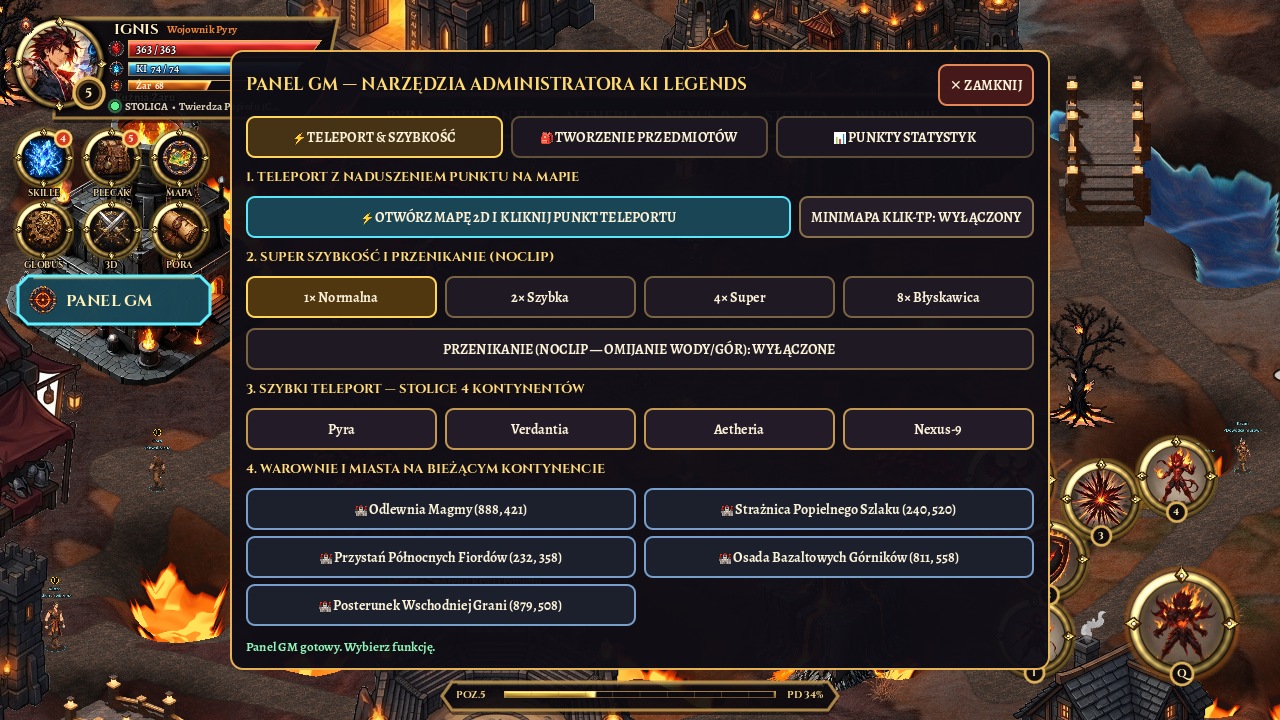 IGNIS Wojownik Pyry
363 / 363
KI 74 / 74
Żar 68
5
STOLICA • Twierdza P
4
5
SKILLE
PLECAK
MAPA
GLOBUS
3D
PORA
PANEL GM
PANEL GM — NARZĘDZIA ADMINISTRATORA KI LEGENDS
× ZAMKNIJ
⚡TELEPORT & SZYBKOŚĆ
🎒TWORZENIE PRZEDMIOTÓW
📊PUNKTY STATYSTYK
1. TELEPORT Z NADUSZENIEM PUNKTU NA MAPIE
⚡OTWÓRZ MAPĘ 2D I KLIKNIJ PUNKT TELEPORTU
MINIMAPA KLIK-TP: WYŁĄCZONY
2. SUPER SZYBKOŚĆ I PRZENIKANIE (NOCLIP)
1× Normalna
2× Szybka
4× Super
8× Błyskawica
PRZENIKANIE (NOCLIP — OMIJANIE WODY/GÓR): WYŁĄCZONE
3. SZYBKI TELEPORT — STOLICE 4 KONTYNENTÓW
Pyra
Verdantia
Aetheria
Nexus-9
4. WAROWNIE I MIASTA NA BIEŻĄCYM KONTYNENCIE
🏰Odlewnia Magmy (888, 421)
🏰Strażnica Popielnego Szlaku (240, 520)
🏰Przystań Północnych Fiordów (232, 358)
🏰Osada Bazaltowych Górników (811, 558)
🏰Posterunek Wschodniej Grani (879, 508)
Panel GM gotowy. Wybierz funkcję.
4
3
1
Q
POZ.5
PD 34%